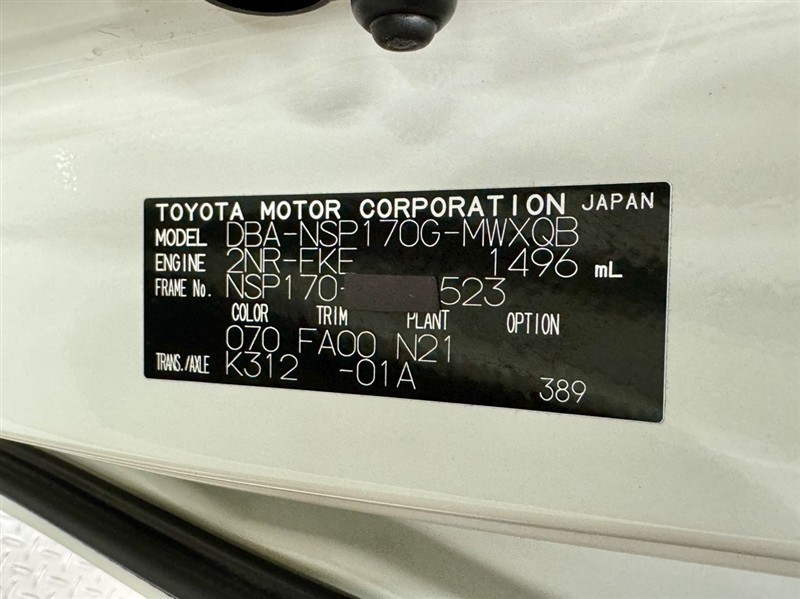 TOYOTA MOTOR CORPORATION JAPAN
MODEL DBA-NSP170G-MWXQB
ENGINE 2NR-FKE 1496 mL
FRAME No. NSP170- 523
COLOR TRIM PLANT OPTION
070 FA00 N21
TRANS./AXLE K312 -01A
389